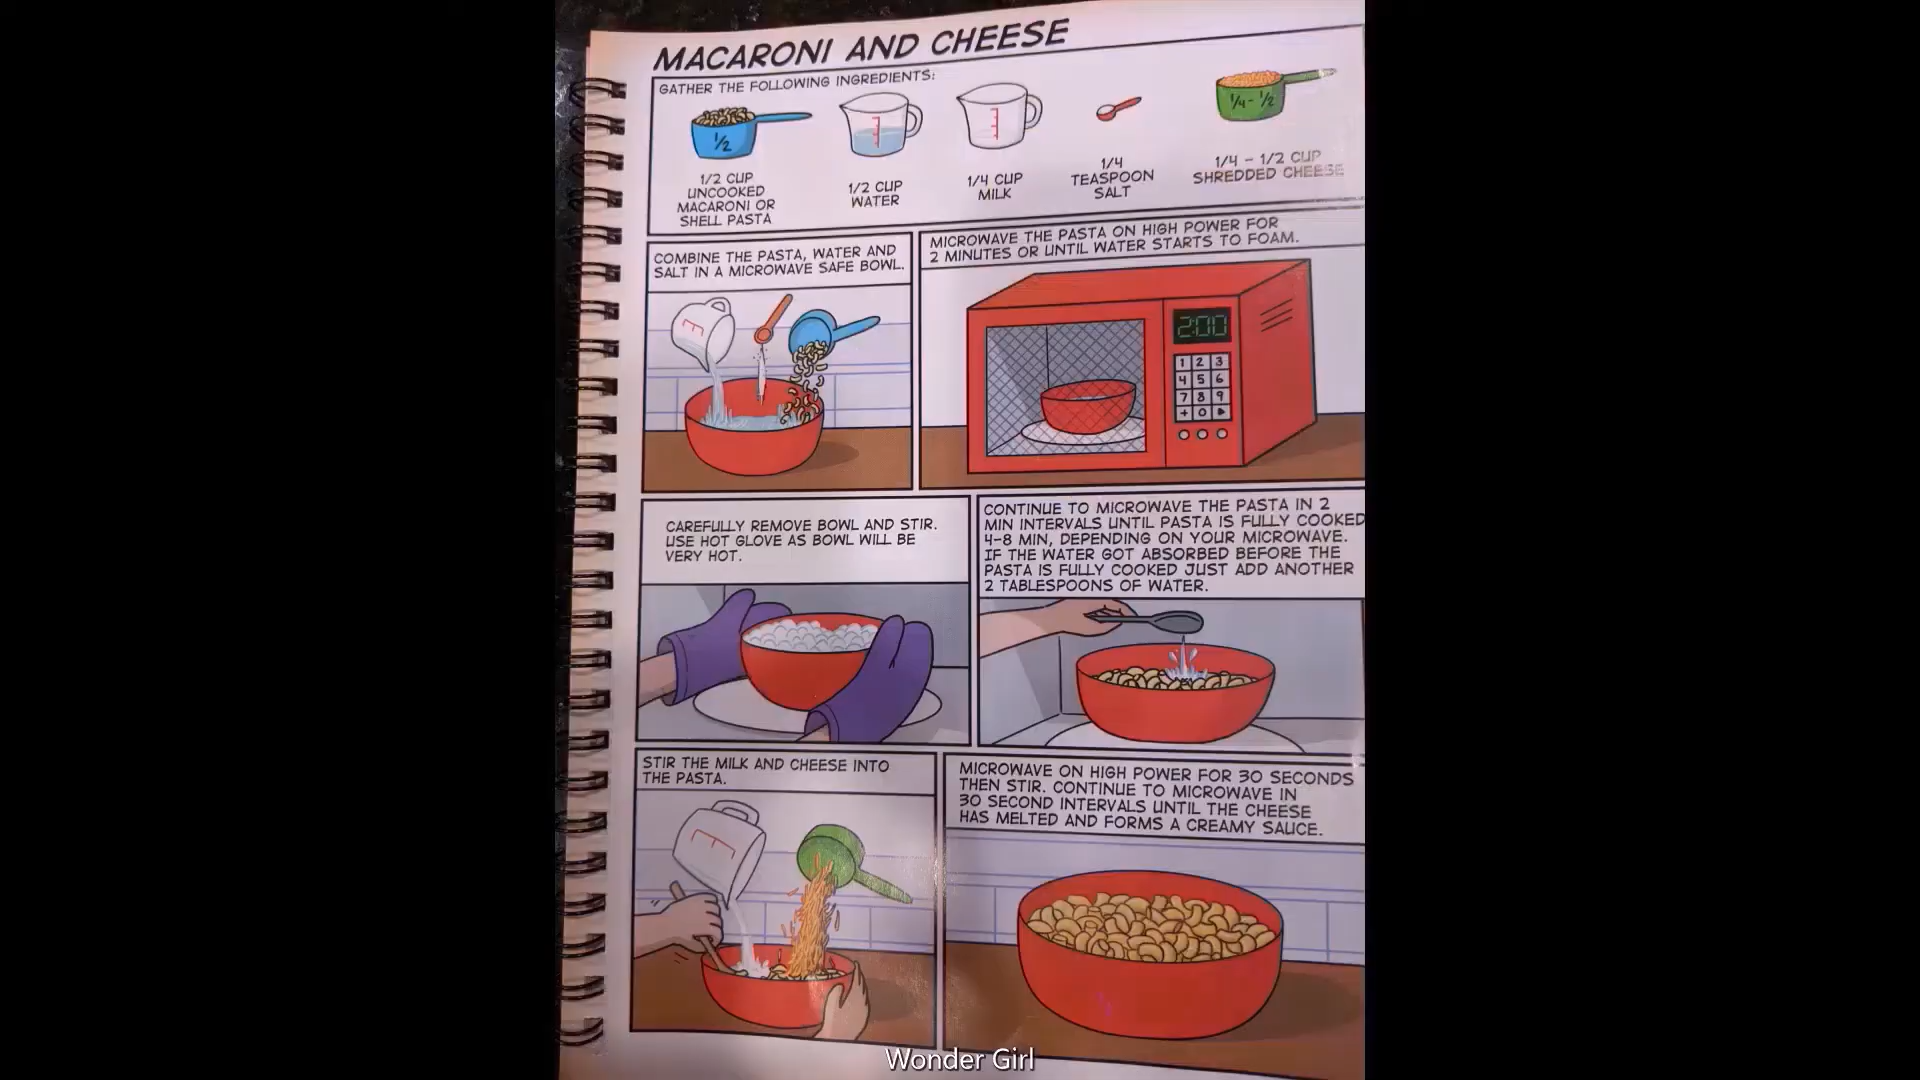 MACARONI AND CHEESE
GATHER THE FOLLOWING INGREDIENTS:
1/2
1/4-1/2
1/2 CUP
UNCOOKED
MACARONI OR
SHELL PASTA
1/2 CUP
WATER
1/4 CUP
MILK
1/4
TEASPOON
SALT
1/4 - 1/2 CUP
SHREDDED CHEESE
COMBINE THE PASTA, WATER AND
SALT IN A MICROWAVE SAFE BOWL.
MICROWAVE THE PASTA ON HIGH POWER FOR
2 MINUTES OR UNTIL WATER STARTS TO FOAM.
2:00
1 2 3
4 5 6
7 8 9
+ 0
CAREFULLY REMOVE BOWL AND STIR.
USE HOT GLOVE AS BOWL WILL BE
VERY HOT.
CONTINUE TO MICROWAVE THE PASTA IN 2
MIN INTERVALS UNTIL PASTA IS FULLY COOKED
4-8 MIN, DEPENDING ON YOUR MICROWAVE.
IF THE WATER GOT ABSORBED BEFORE THE
PASTA IS FULLY COOKED JUST ADD ANOTHER
2 TABLESPOONS OF WATER.
STIR THE MILK AND CHEESE INTO
THE PASTA.
MICROWAVE ON HIGH POWER FOR 30 SECONDS
THEN STIR. CONTINUE TO MICROWAVE IN
30 SECOND INTERVALS UNTIL THE CHEESE
HAS MELTED AND FORMS A CREAMY SAUCE.
Wonder Girl